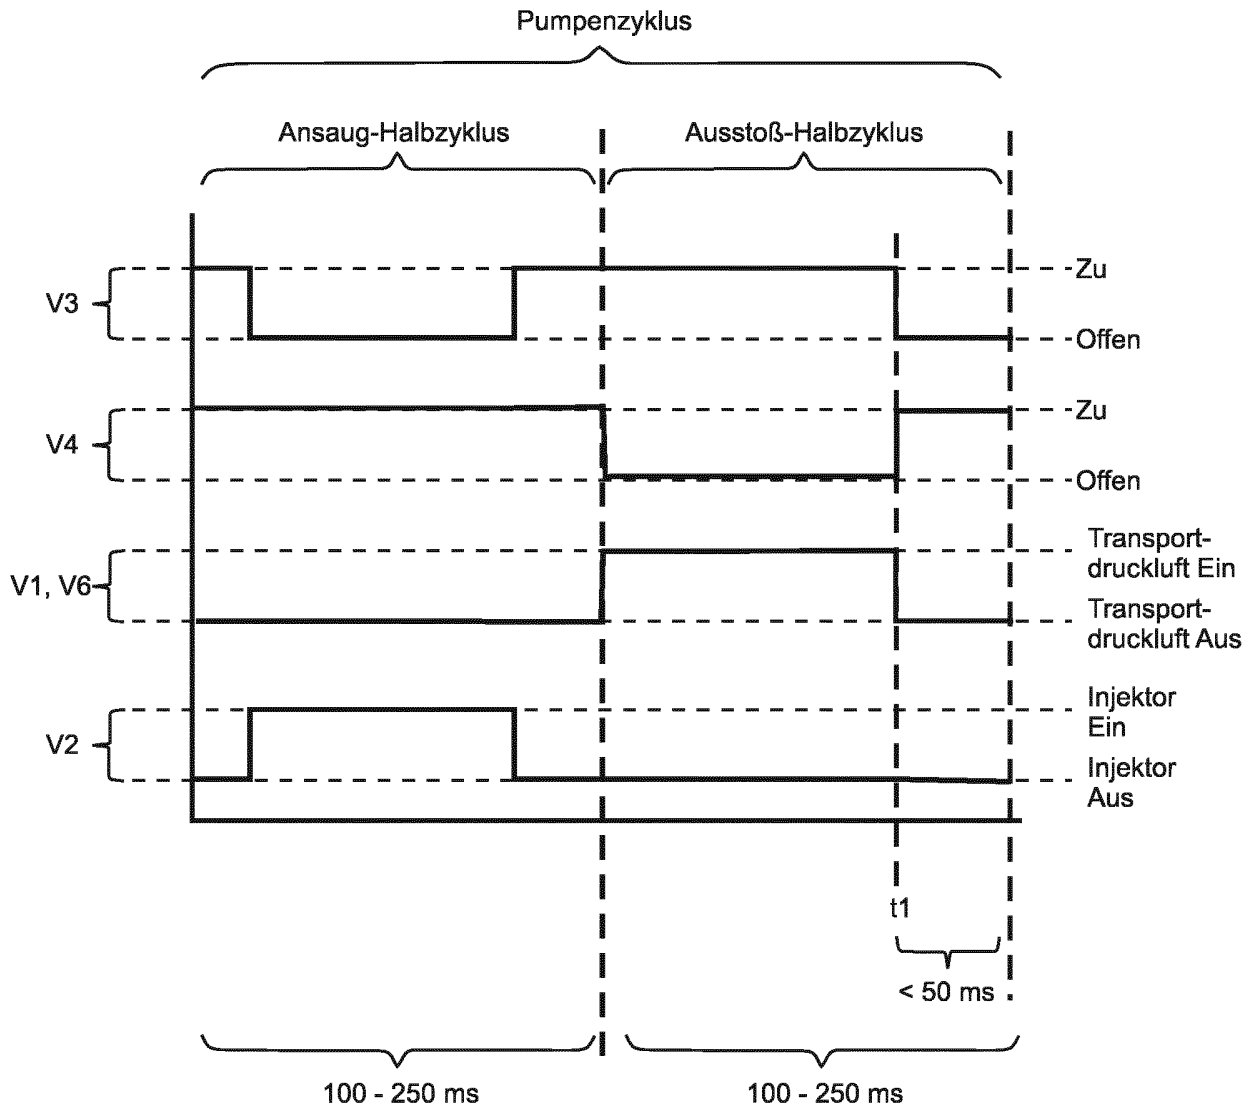 Pumpenzyklus
Ansaug-Halbzyklus
Ausstoß-Halbzyklus
V3
Zu
Offen
V4
Zu
Offen
V1, V6
Transport-
druckluft Ein
Transport-
druckluft Aus
V2
Injektor
Ein
Injektor
Aus
t1
< 50 ms
100 - 250 ms
100 - 250 ms